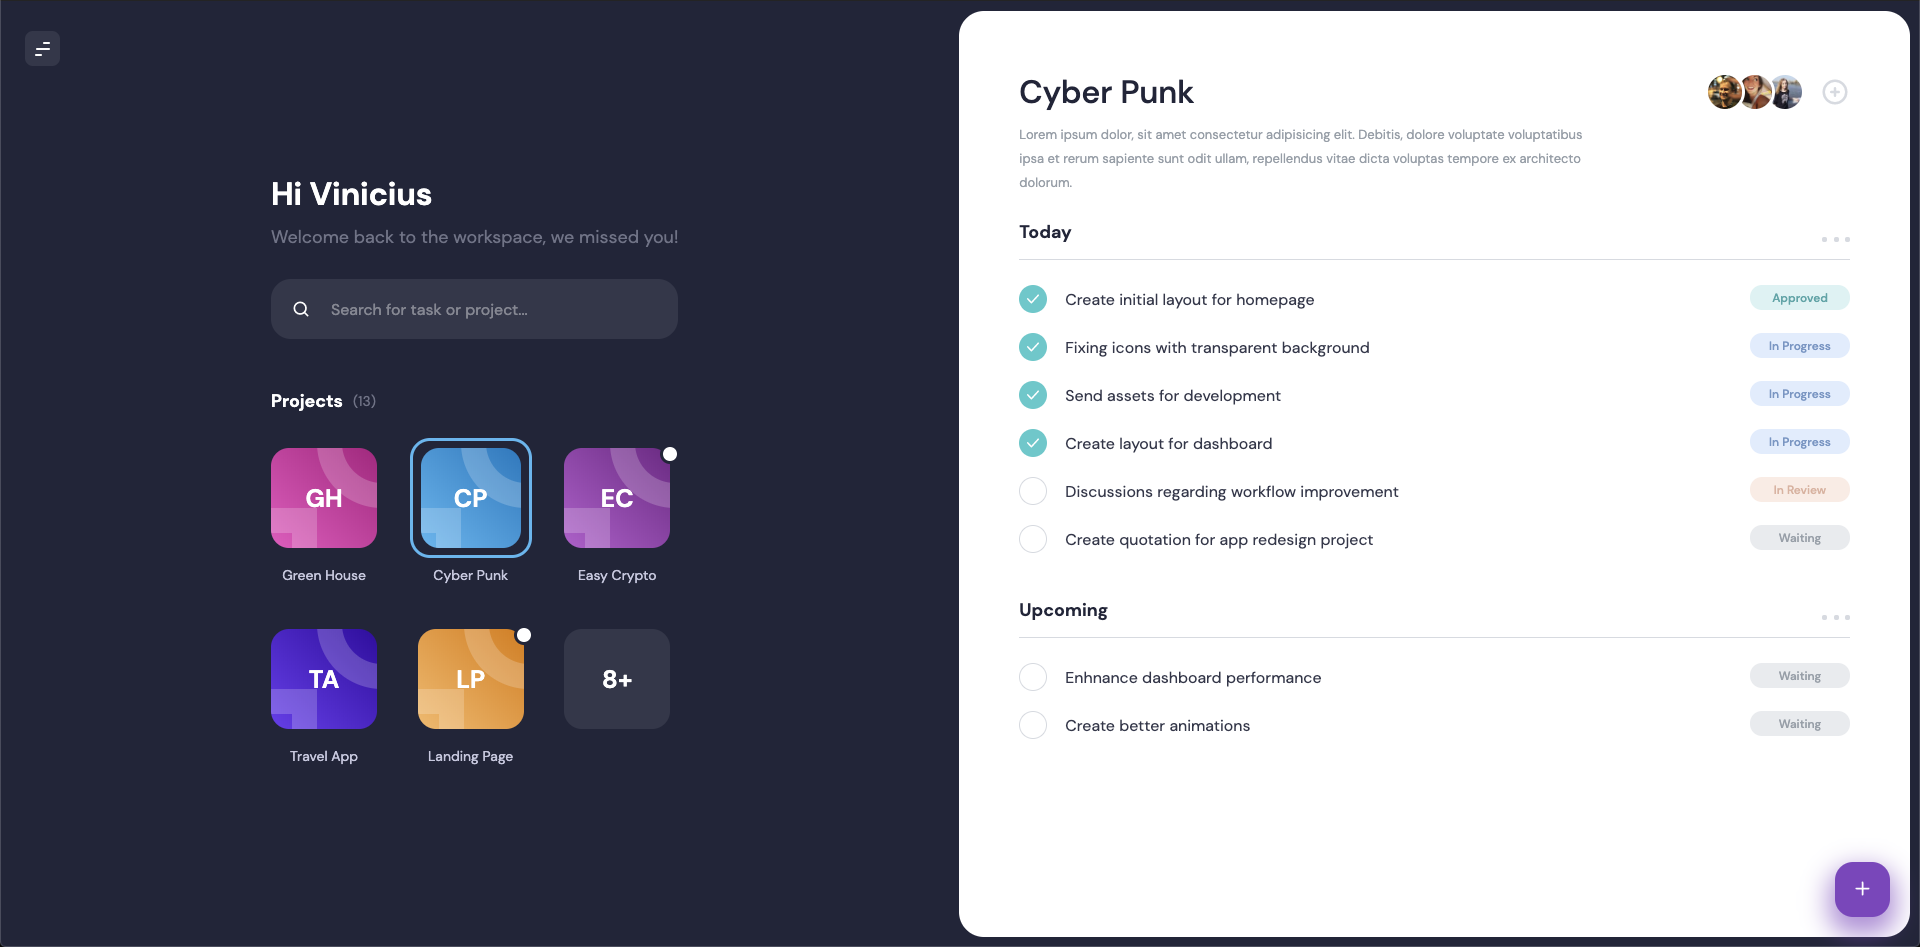 Hi Vinicius
Welcome back to the workspace, we missed you!
Search for task or project...
Projects (13)
GH
CP
EC
Green House
Cyber Punk
Easy Crypto
TA
LP
8+
Travel App
Landing Page
Cyber Punk
Lorem ipsum dolor, sit amet consectetur adipisicing elit. Debitis, dolore voluptate voluptatibus
ipsa et rerum sapiente sunt odit ullam, repellendus vitae dicta voluptas tempore ex architecto
dolorum.
Today
Create initial layout for homepage Approved
Fixing icons with transparent background In Progress
Send assets for development In Progress
Create layout for dashboard In Progress
Discussions regarding workflow improvement In Review
Create quotation for app redesign project Waiting
Upcoming
Enhnance dashboard performance Waiting
Create better animations Waiting